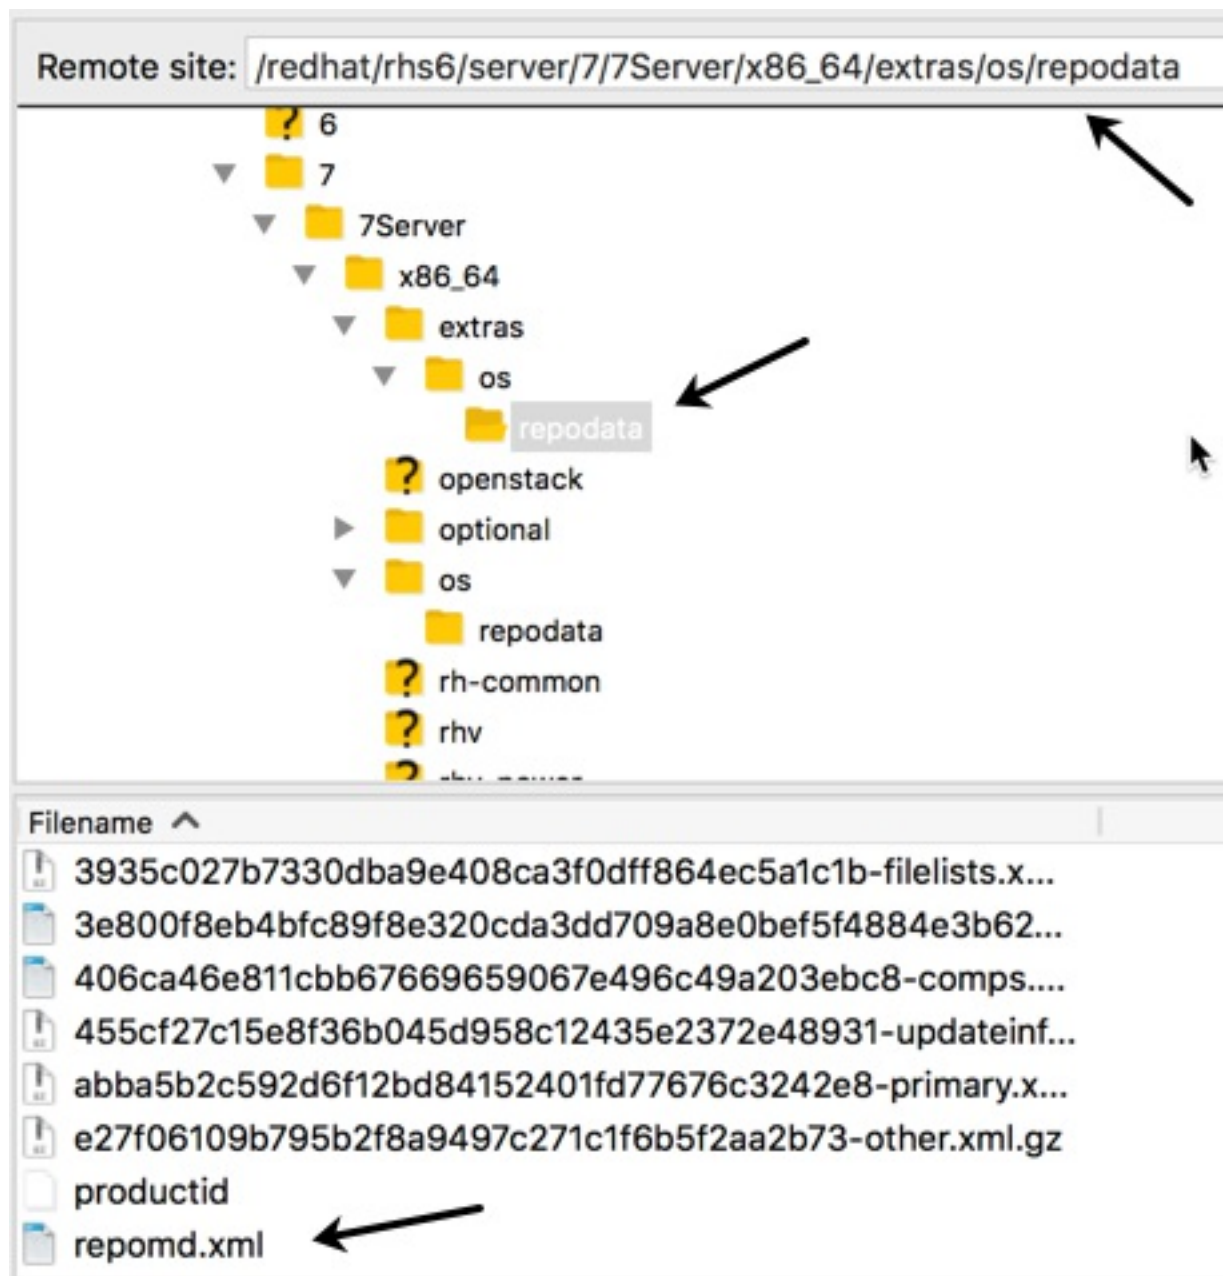 Remote site: /redhat/rhs6/server/7/7Server/x86_64/extras/os/repodata
6
7
7Server
x86_64
extras
os
repodata
openstack
optional
os
repodata
rh-common
rhv
Filename
3935c027b7330dba9e408ca3f0dff864ec5a1c1b-filelists.x...
3e800f8eb4bfc89f8e320cda3dd709a8e0bef5f4884e3b62...
406ca46e811cbb67669659067e496c49a203ebc8-comps....
455cf27c15e8f36b045d958c12435e2372e48931-updateinf...
abba5b2c592d6f12bd84152401fd77676c3242e8-primary.x...
e27f06109b795b2f8a9497c271c1f6b5f2aa2b73-other.xml.gz
productid
repomd.xml